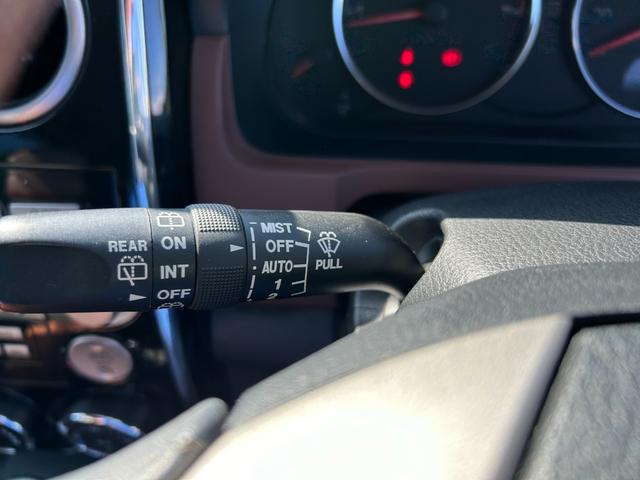 REAR
ON
INT
OFF
MIST
OFF
AUTO
1
2
PULL